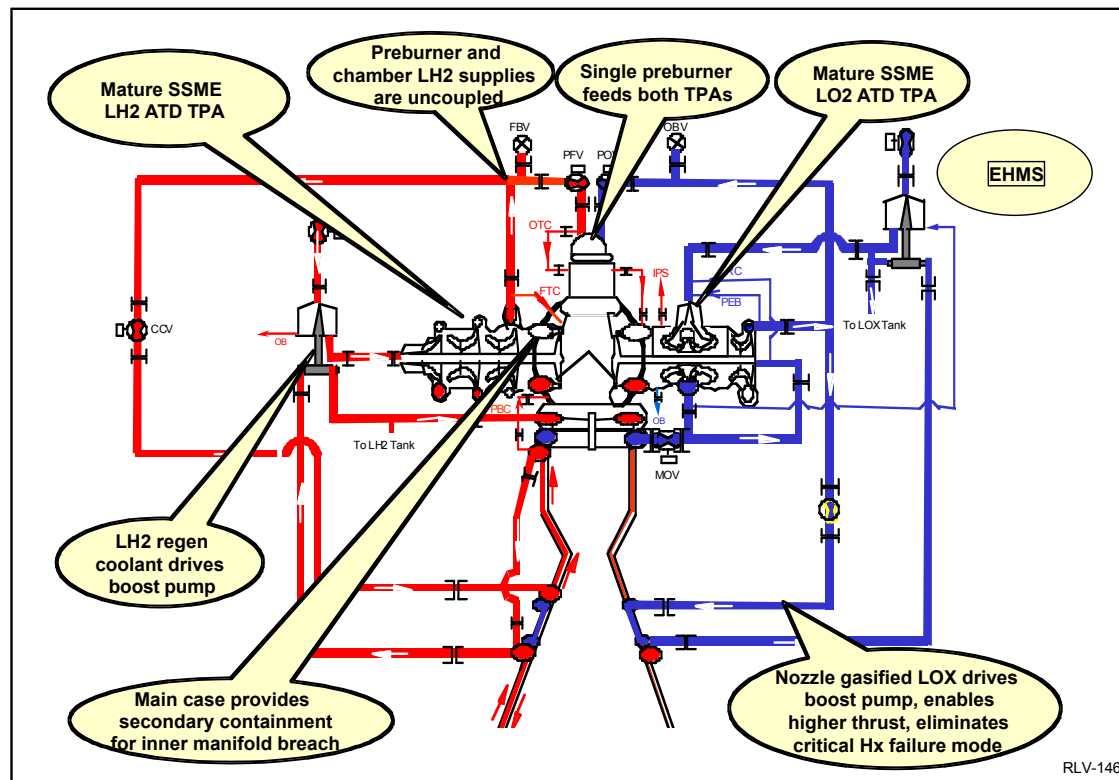 Mature SSME
LH2 ATD TPA
Preburner and
chamber LH2 supplies
are uncoupled
Single preburner
feeds both TPAs
Mature SSME
LO2 ATD TPA
EHMS
FBV
PFV
OBV
OTC
FTC
IPS
PEB
CCV
OB
To LOX Tank
PBC
OB
To LH2 Tank
MOV
LH2 regen
coolant drives
boost pump
Main case provides
secondary containment
for inner manifold breach
Nozzle gasified LOX drives
boost pump, enables
higher thrust, eliminates
critical Hx failure mode
RLV-146